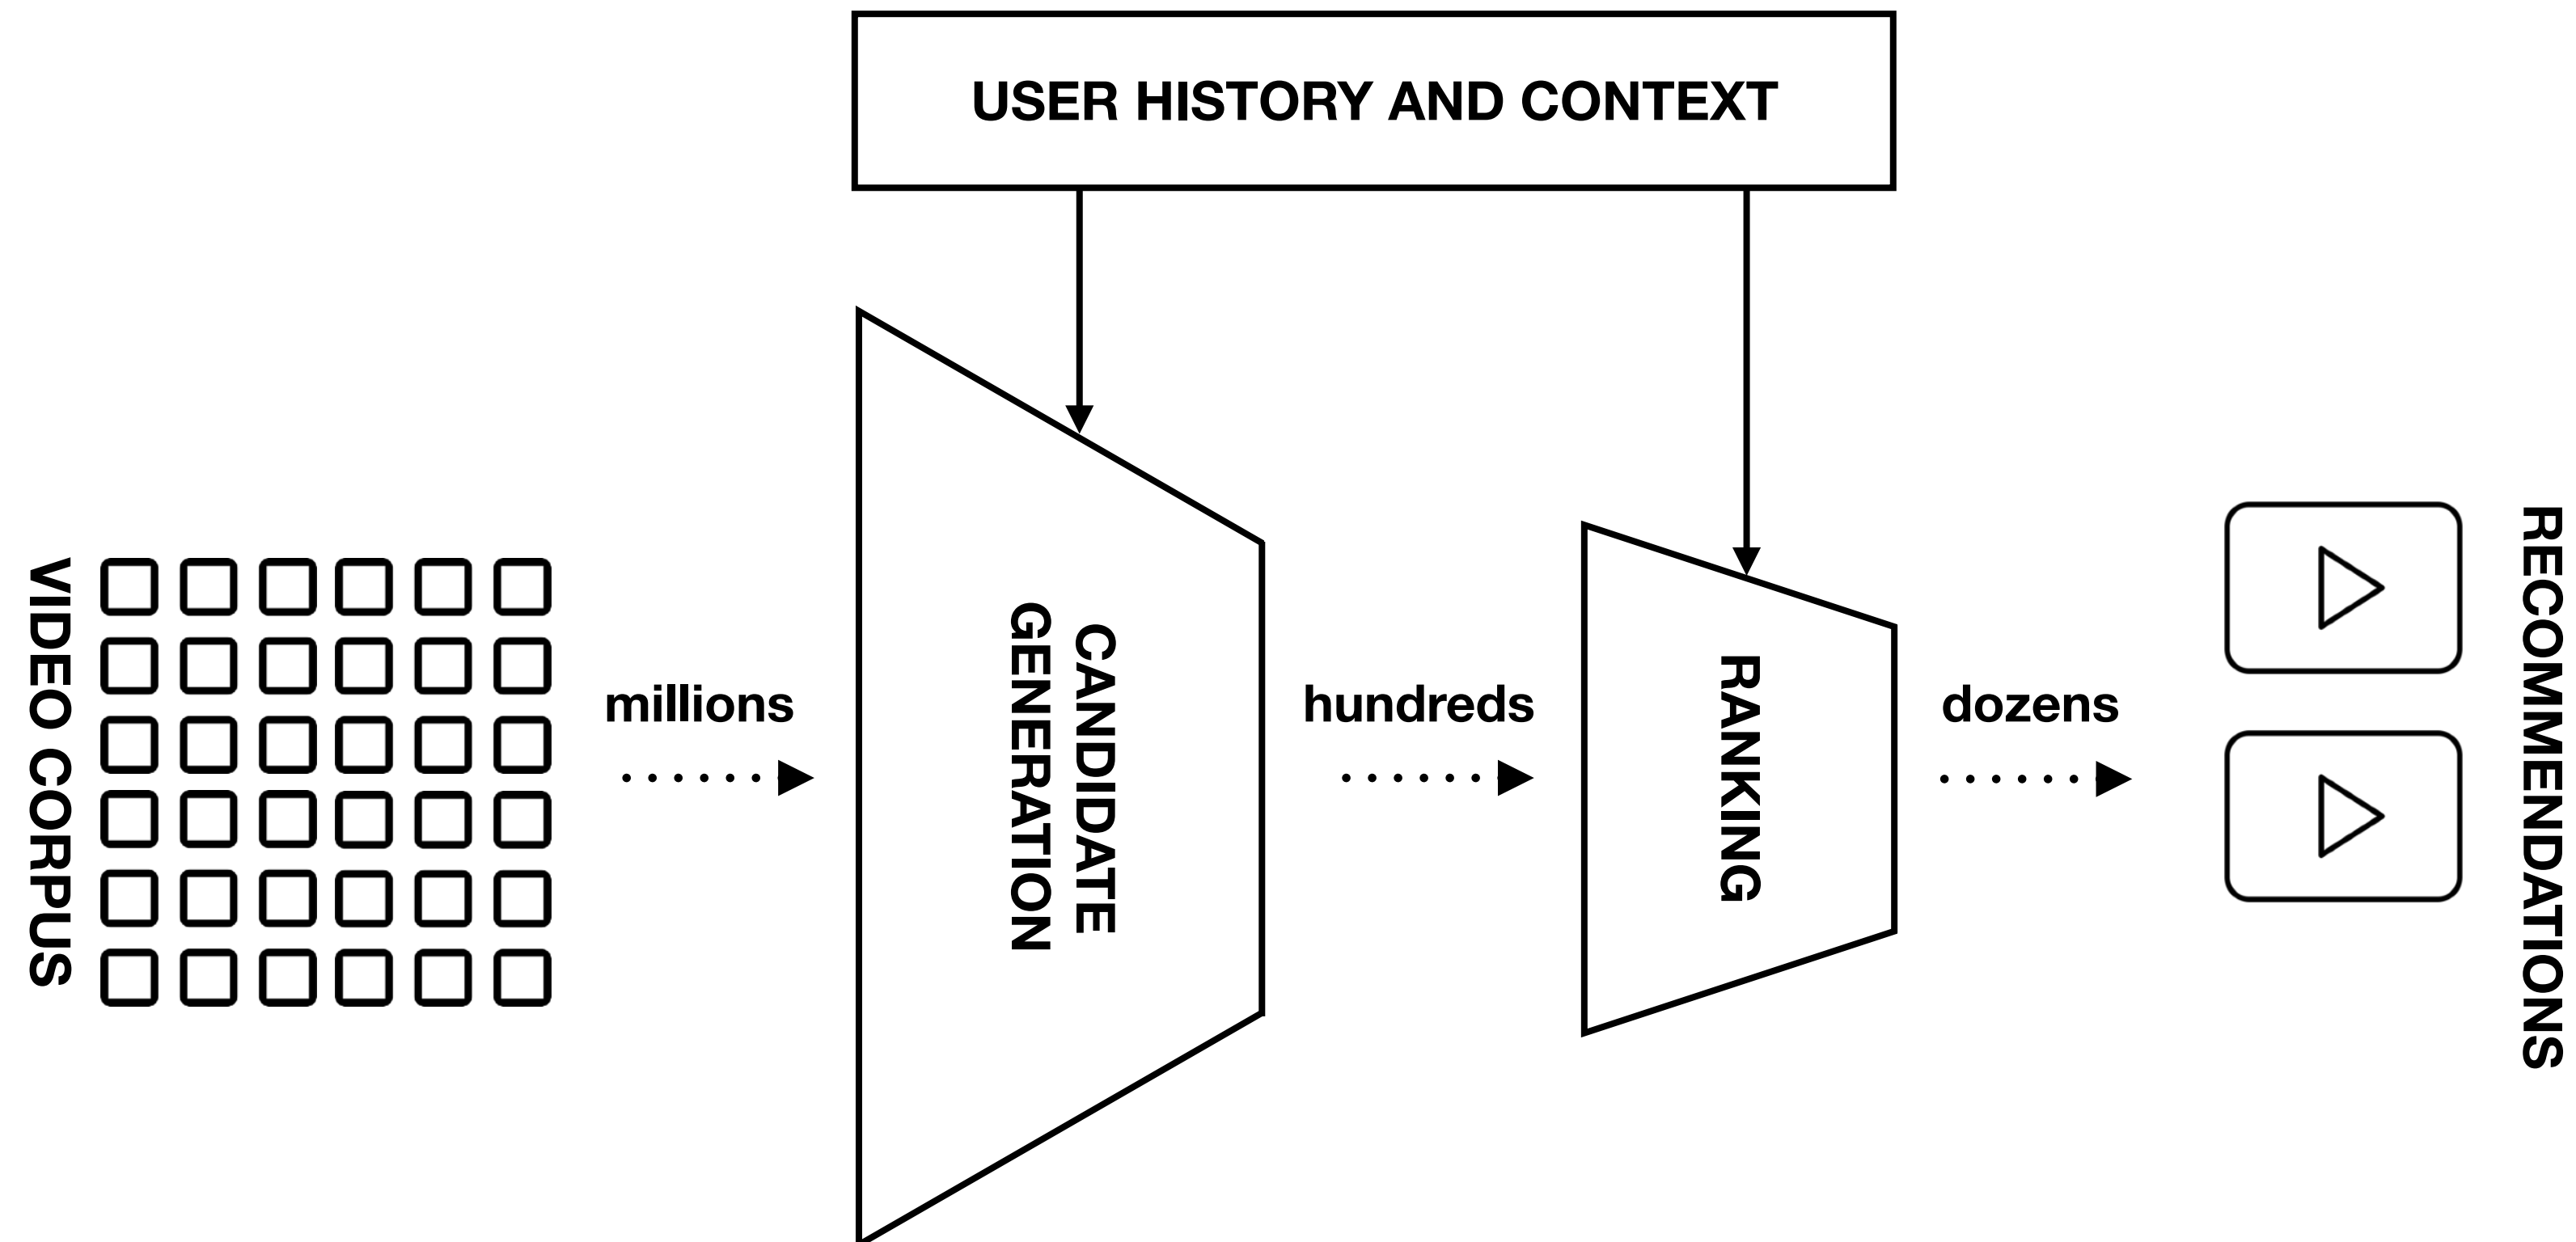 USER HISTORY AND CONTEXT
VIDEO CORPUS
millions
CANDIDATE
GENERATION
hundreds
RANKING
dozens
RECOMMENDATIONS